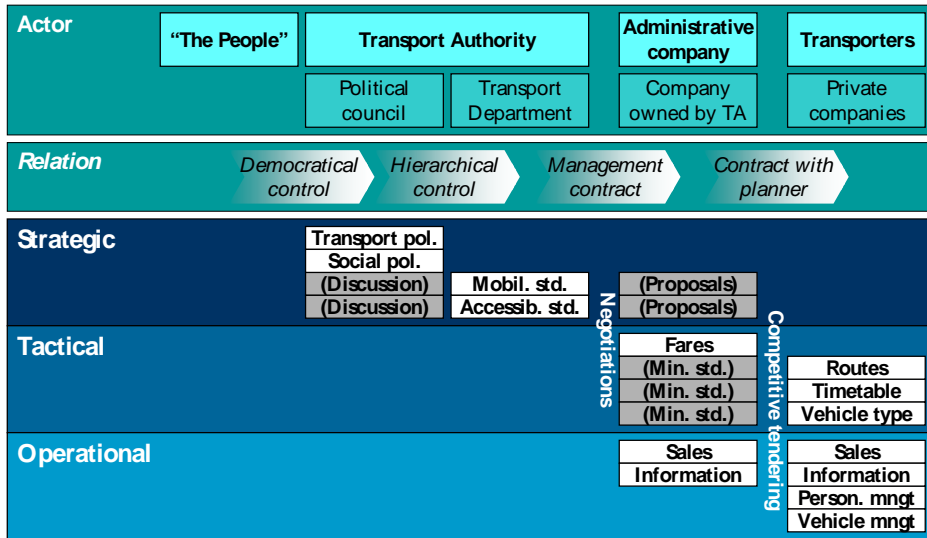 Actor
"The People"
Transport Authority
Administrative
company
Transporters
Political
council
Transport
Department
Company
owned by TA
Private
companies
Relation
Democratical
control
Hierarchical
control
Management
contract
Contract with
planner
Strategic
Transport pol.
Social pol.
(Discussion)
Mobil. std.
(Proposals)
(Discussion)
Accessib. std.
(Proposals)
Negotiations
Competitive tendering
Tactical
Fares
(Min. std.)
Routes
(Min. std.)
Timetable
(Min. std.)
Vehicle type
Operational
Sales
Sales
Information
Information
Person. mngt
Vehicle mngt